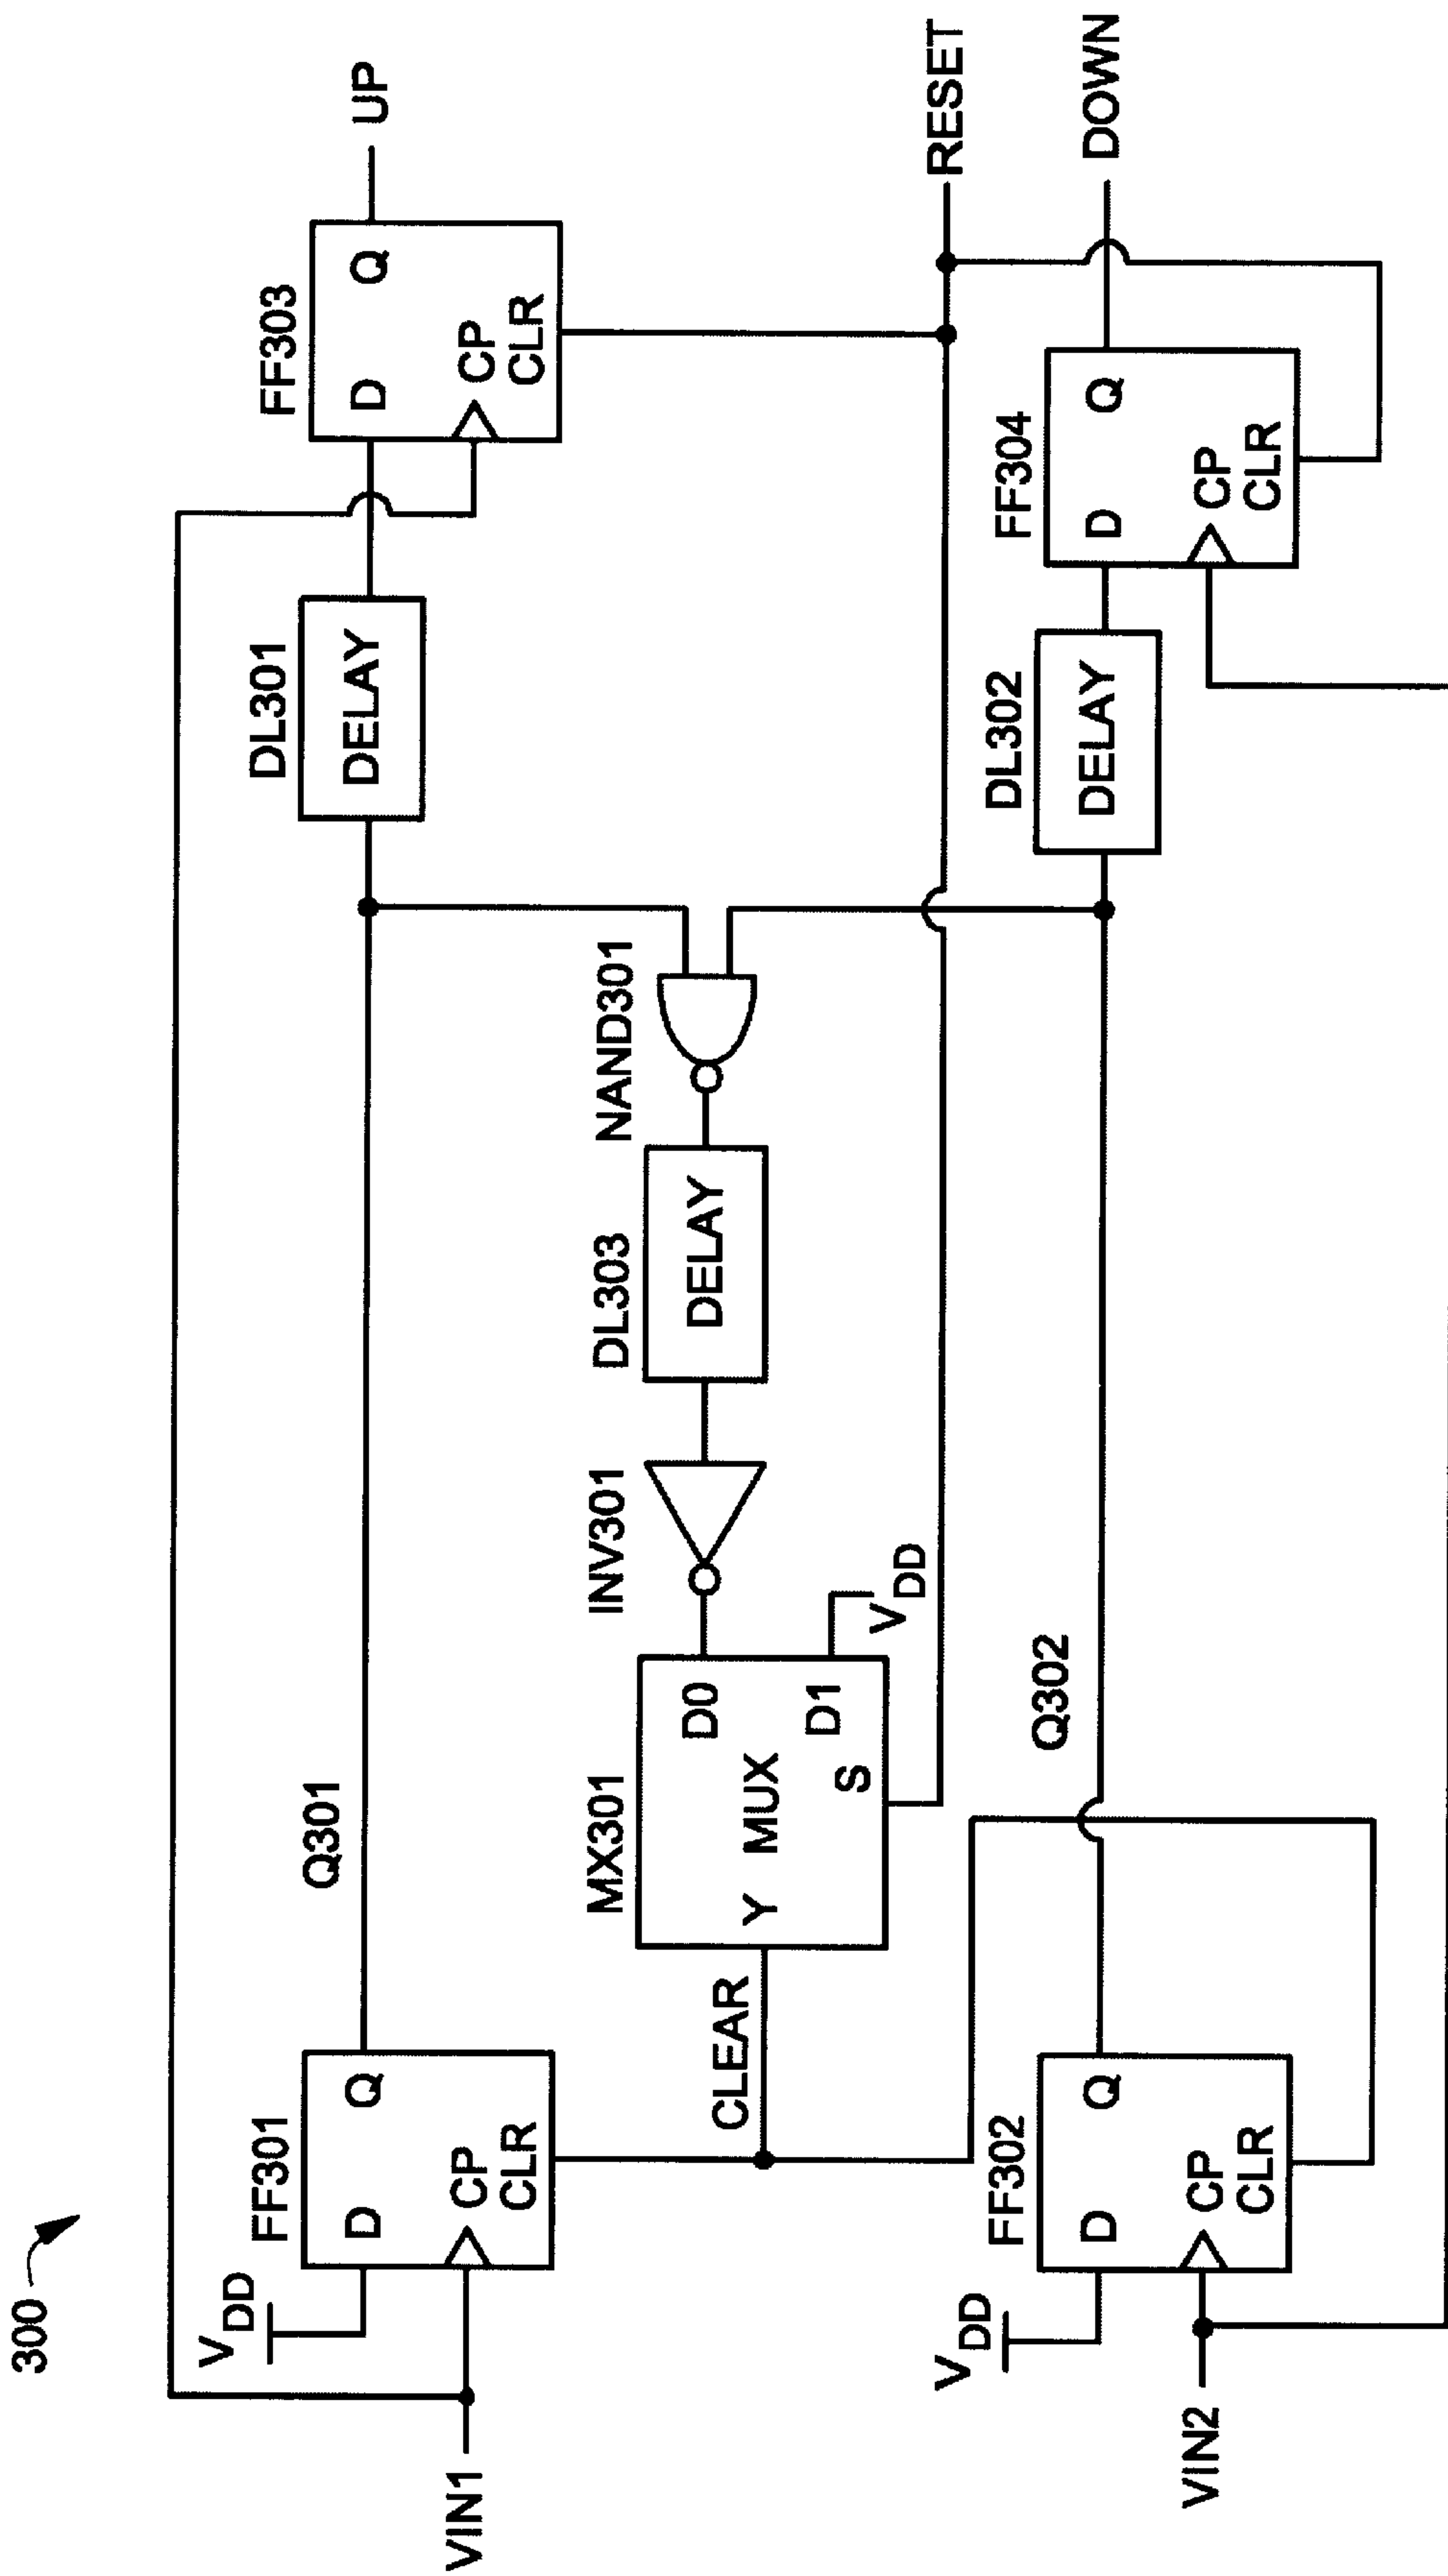 300
VIN1
VDD
FF301
D
Q
CP
CLR
Q301
DL301
DELAY
FF303
D
Q
CP
CLR
UP
CLEAR
MX301
Y
MUX
D0
D1
S
VDD
INV301
DL303
DELAY
NAND301
RESET
VIN2
VDD
FF302
D
Q
CP
CLR
Q302
DL302
DELAY
FF304
D
Q
CP
CLR
DOWN